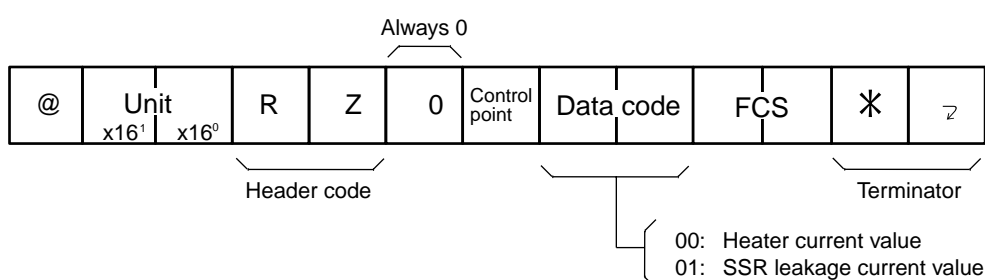 Always 0
@ Unit x16¹ x16⁰ R Z 0 Control point Data code FCS * ↵
Header code
Terminator
00: Heater current value
01: SSR leakage current value